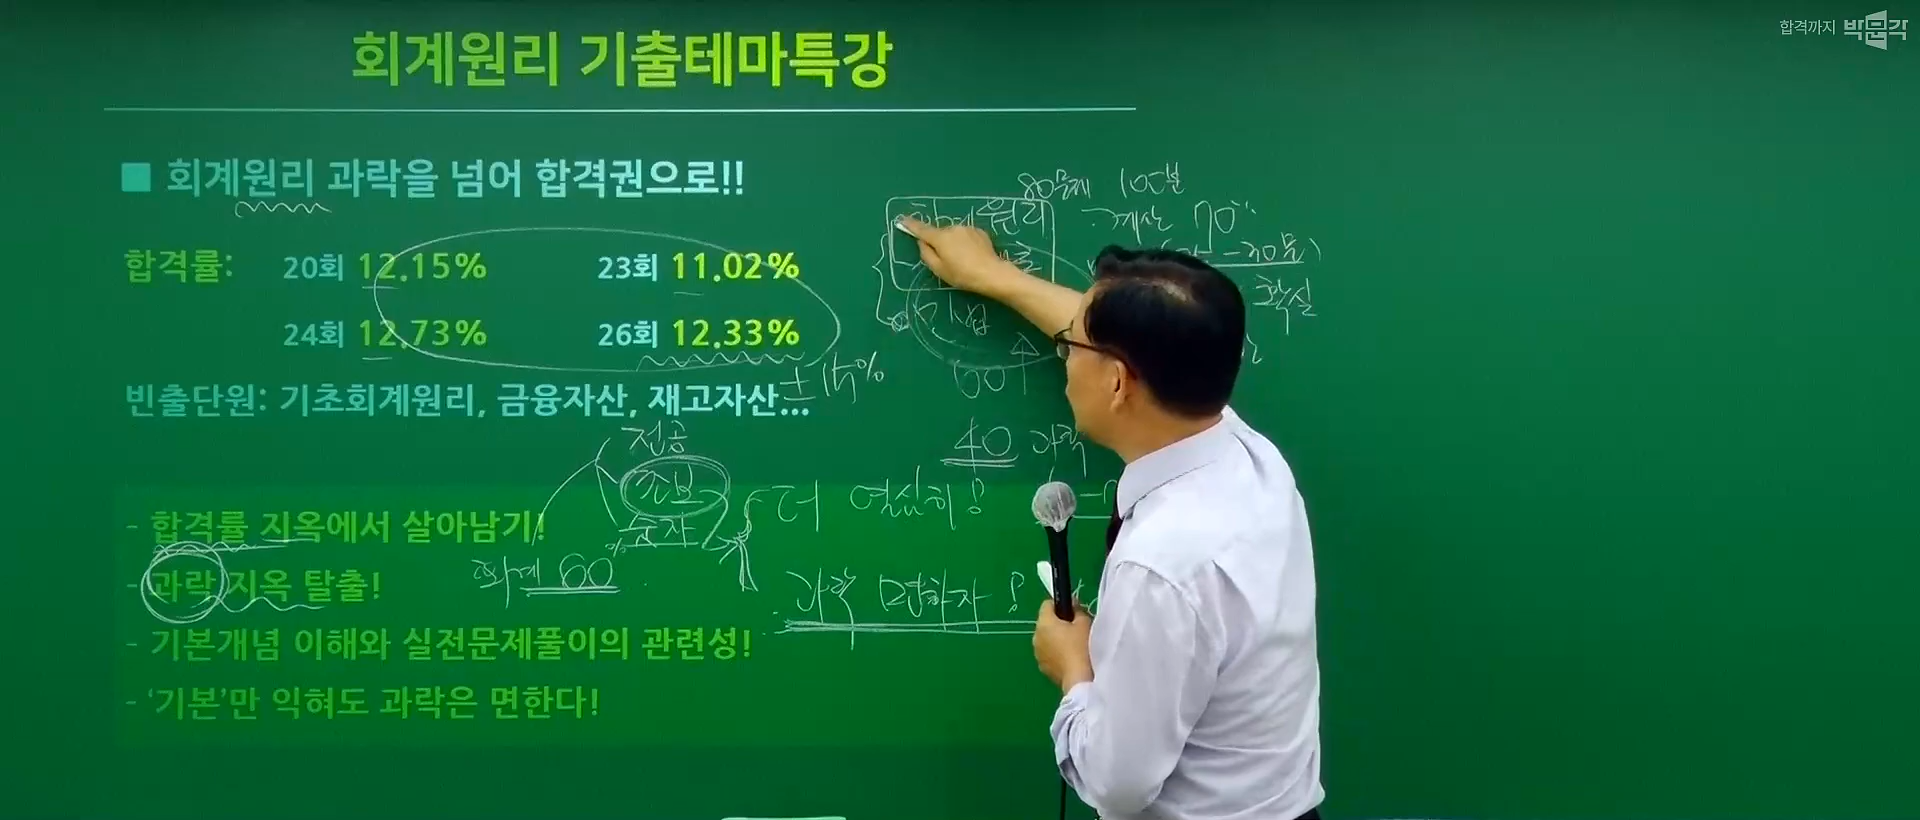 합격까지 박문각
회계원리 기출테마특강
■ 회계원리 과락을 넘어 합격권으로!!
80문제 100분
원리 계산 70%
합격률: 20회 12.15% 23회 11.02%
24회 12.73% 26회 12.33%
±15%
60↑
빈출단원: 기초회계원리, 금융자산, 재고자산...
전공
40 과락
초보
더 열심히!
- 합격률 지옥에서 살아남기!
숫자
회계 60
- 과락 지옥 탈출!
과락 면하자!
- 기본개념 이해와 실전문제풀이의 관련성!
- '기본'만 익혀도 과락은 면한다!